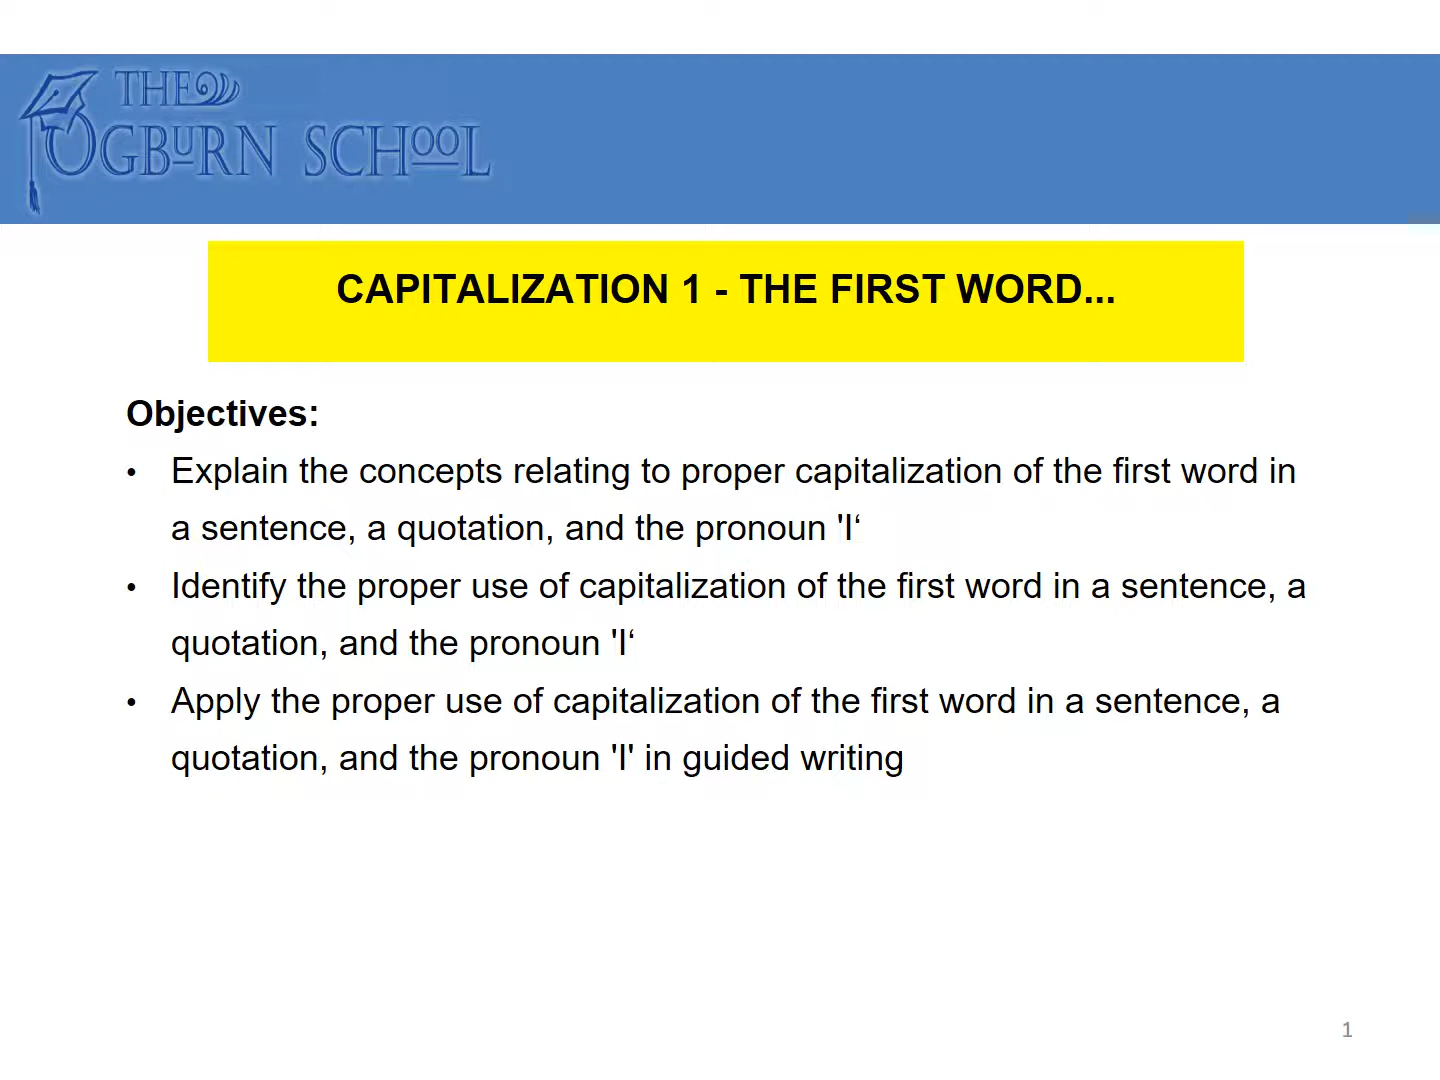 THE
OGBURN SCHOOL
CAPITALIZATION 1 - THE FIRST WORD...
Objectives:
• Explain the concepts relating to proper capitalization of the first word in
a sentence, a quotation, and the pronoun 'I‘
• Identify the proper use of capitalization of the first word in a sentence, a
quotation, and the pronoun 'I‘
• Apply the proper use of capitalization of the first word in a sentence, a
quotation, and the pronoun 'I' in guided writing
1